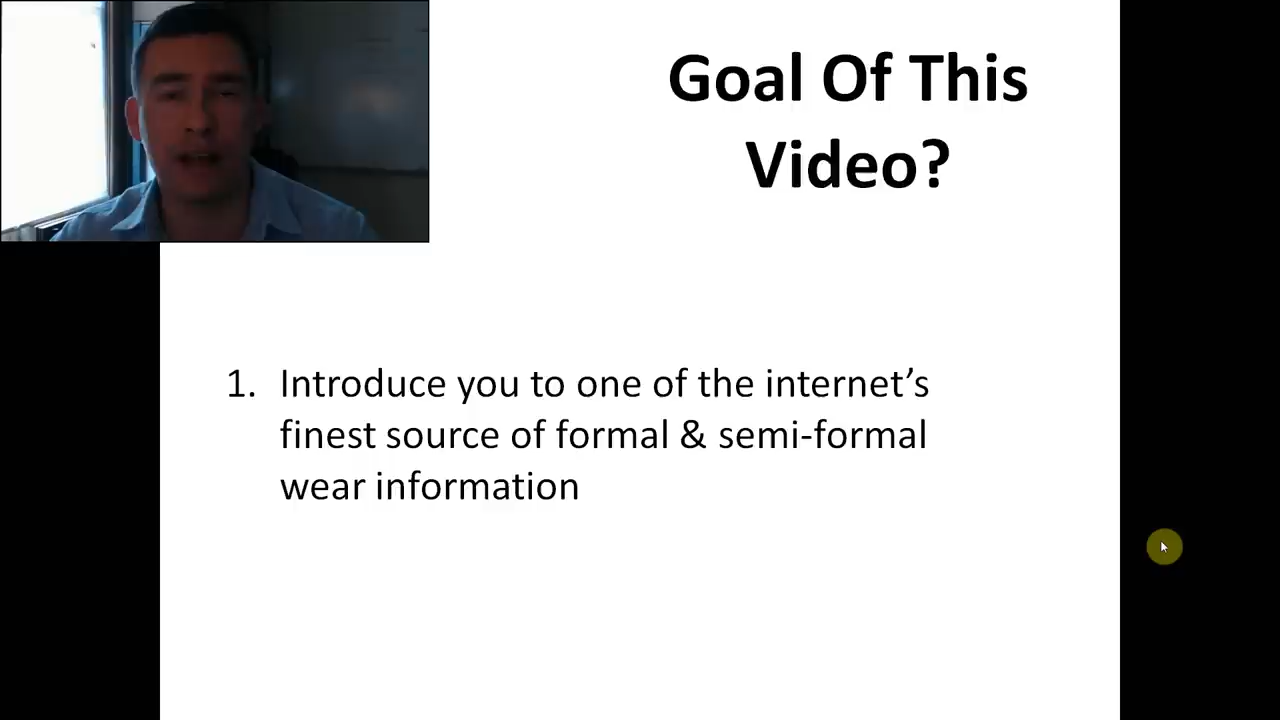 Goal Of This
Video?
1. Introduce you to one of the internet’s
finest source of formal & semi-formal
wear information